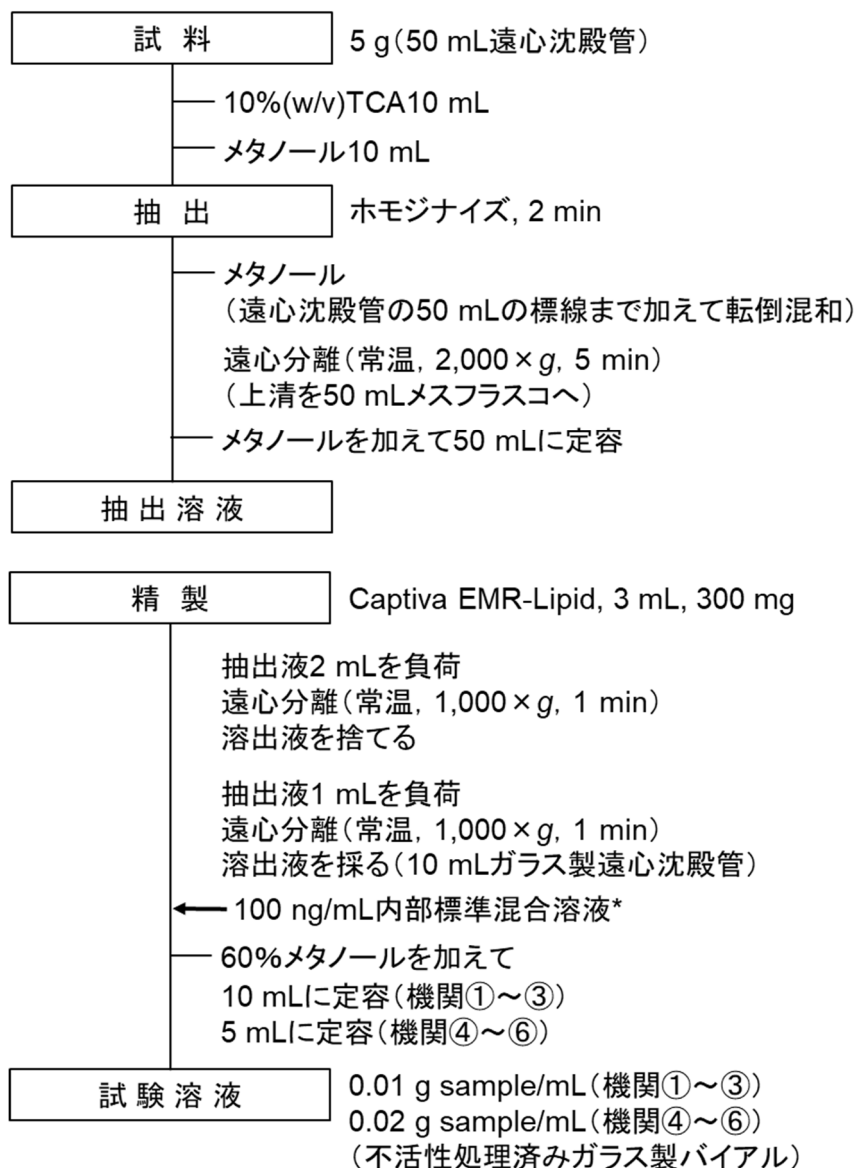 試 料
5 g(50 mL遠心沈殿管)
10%(w/v)TCA10 mL
メタノール10 mL
抽 出
ホモジナイズ, 2 min
メタノール
(遠心沈殿管の50 mLの標線まで加えて転倒混和)
遠心分離(常温, 2,000×g, 5 min)
(上清を50 mLメスフラスコへ)
メタノールを加えて50 mLに定容
抽 出 溶 液
精 製
Captiva EMR-Lipid, 3 mL, 300 mg
抽出液2 mLを負荷
遠心分離(常温, 1,000×g, 1 min)
溶出液を捨てる
抽出液1 mLを負荷
遠心分離(常温, 1,000×g, 1 min)
溶出液を採る(10 mLガラス製遠心沈殿管)
100 ng/mL内部標準混合溶液*
60%メタノールを加えて
10 mLに定容(機関①~③)
5 mLに定容(機関④~⑥)
試 験 溶 液
0.01 g sample/mL(機関①~③)
0.02 g sample/mL(機関④~⑥)
(不活性処理済みガラス製バイアル)